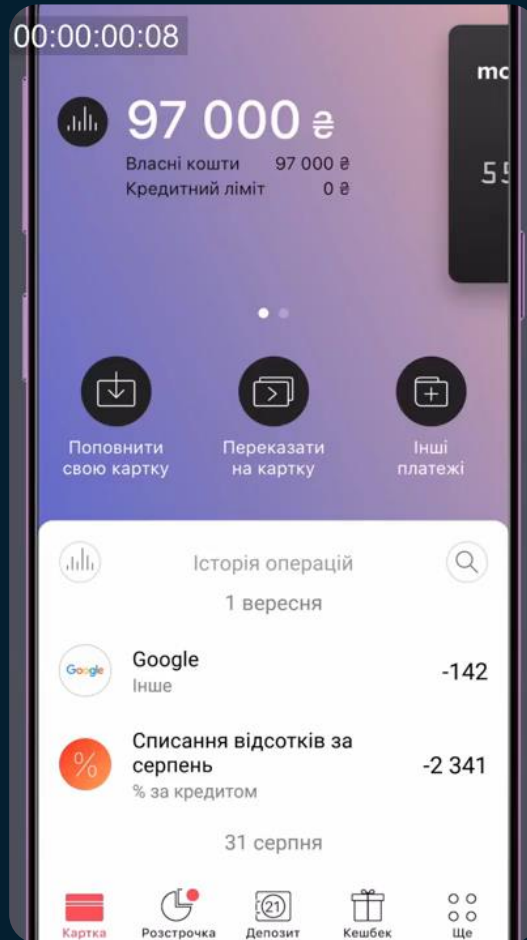 00:00:00:08
97 000 ₴
Власні кошти 97 000 ₴
Кредитний ліміт 0 ₴
Поповнити
свою картку
Переказати
на картку
Інші
платежі
Історія операцій
1 вересня
Google
Google
Інше
-142
Списання відсотків за
серпень
% за кредитом
-2 341
31 серпня
Картка
Розстрочка
21
Депозит
Кешбек
Ще